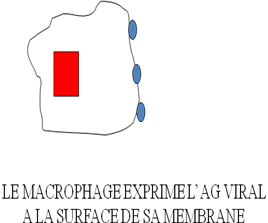 LE MACROPHAGE EXPRIME L' AG VIRAL
A LA SURFACE DE SA MEMBRANE